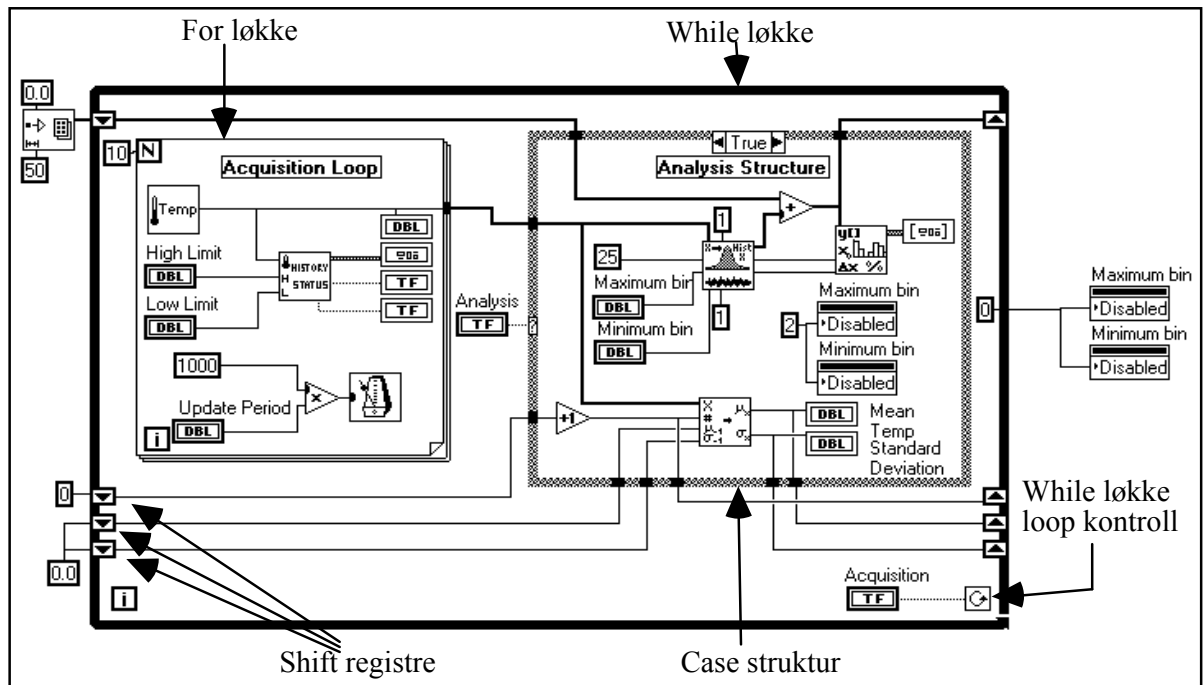 For løkke
While løkke
0.0
50
10
N
Acquisition Loop
Temp
High Limit
DBL
Low Limit
DBL
HISTORY
H STATUS
L
DBL
TF
TF
1000
Update Period
DBL
x
i
Analysis
TF
?
True
Analysis Structure
+
1
25
Hist
X
Maximum bin
DBL
Minimum bin
DBL
1
y[]
Δx %
2
Maximum bin
Disabled
Minimum bin
Disabled
+1
X
#
DBL
Mean
DBL
Temp
Standard
Deviation
0
Maximum bin
Disabled
Minimum bin
Disabled
0
0.0
i
Acquisition
TF
While løkke
loop kontroll
Shift registre
Case struktur